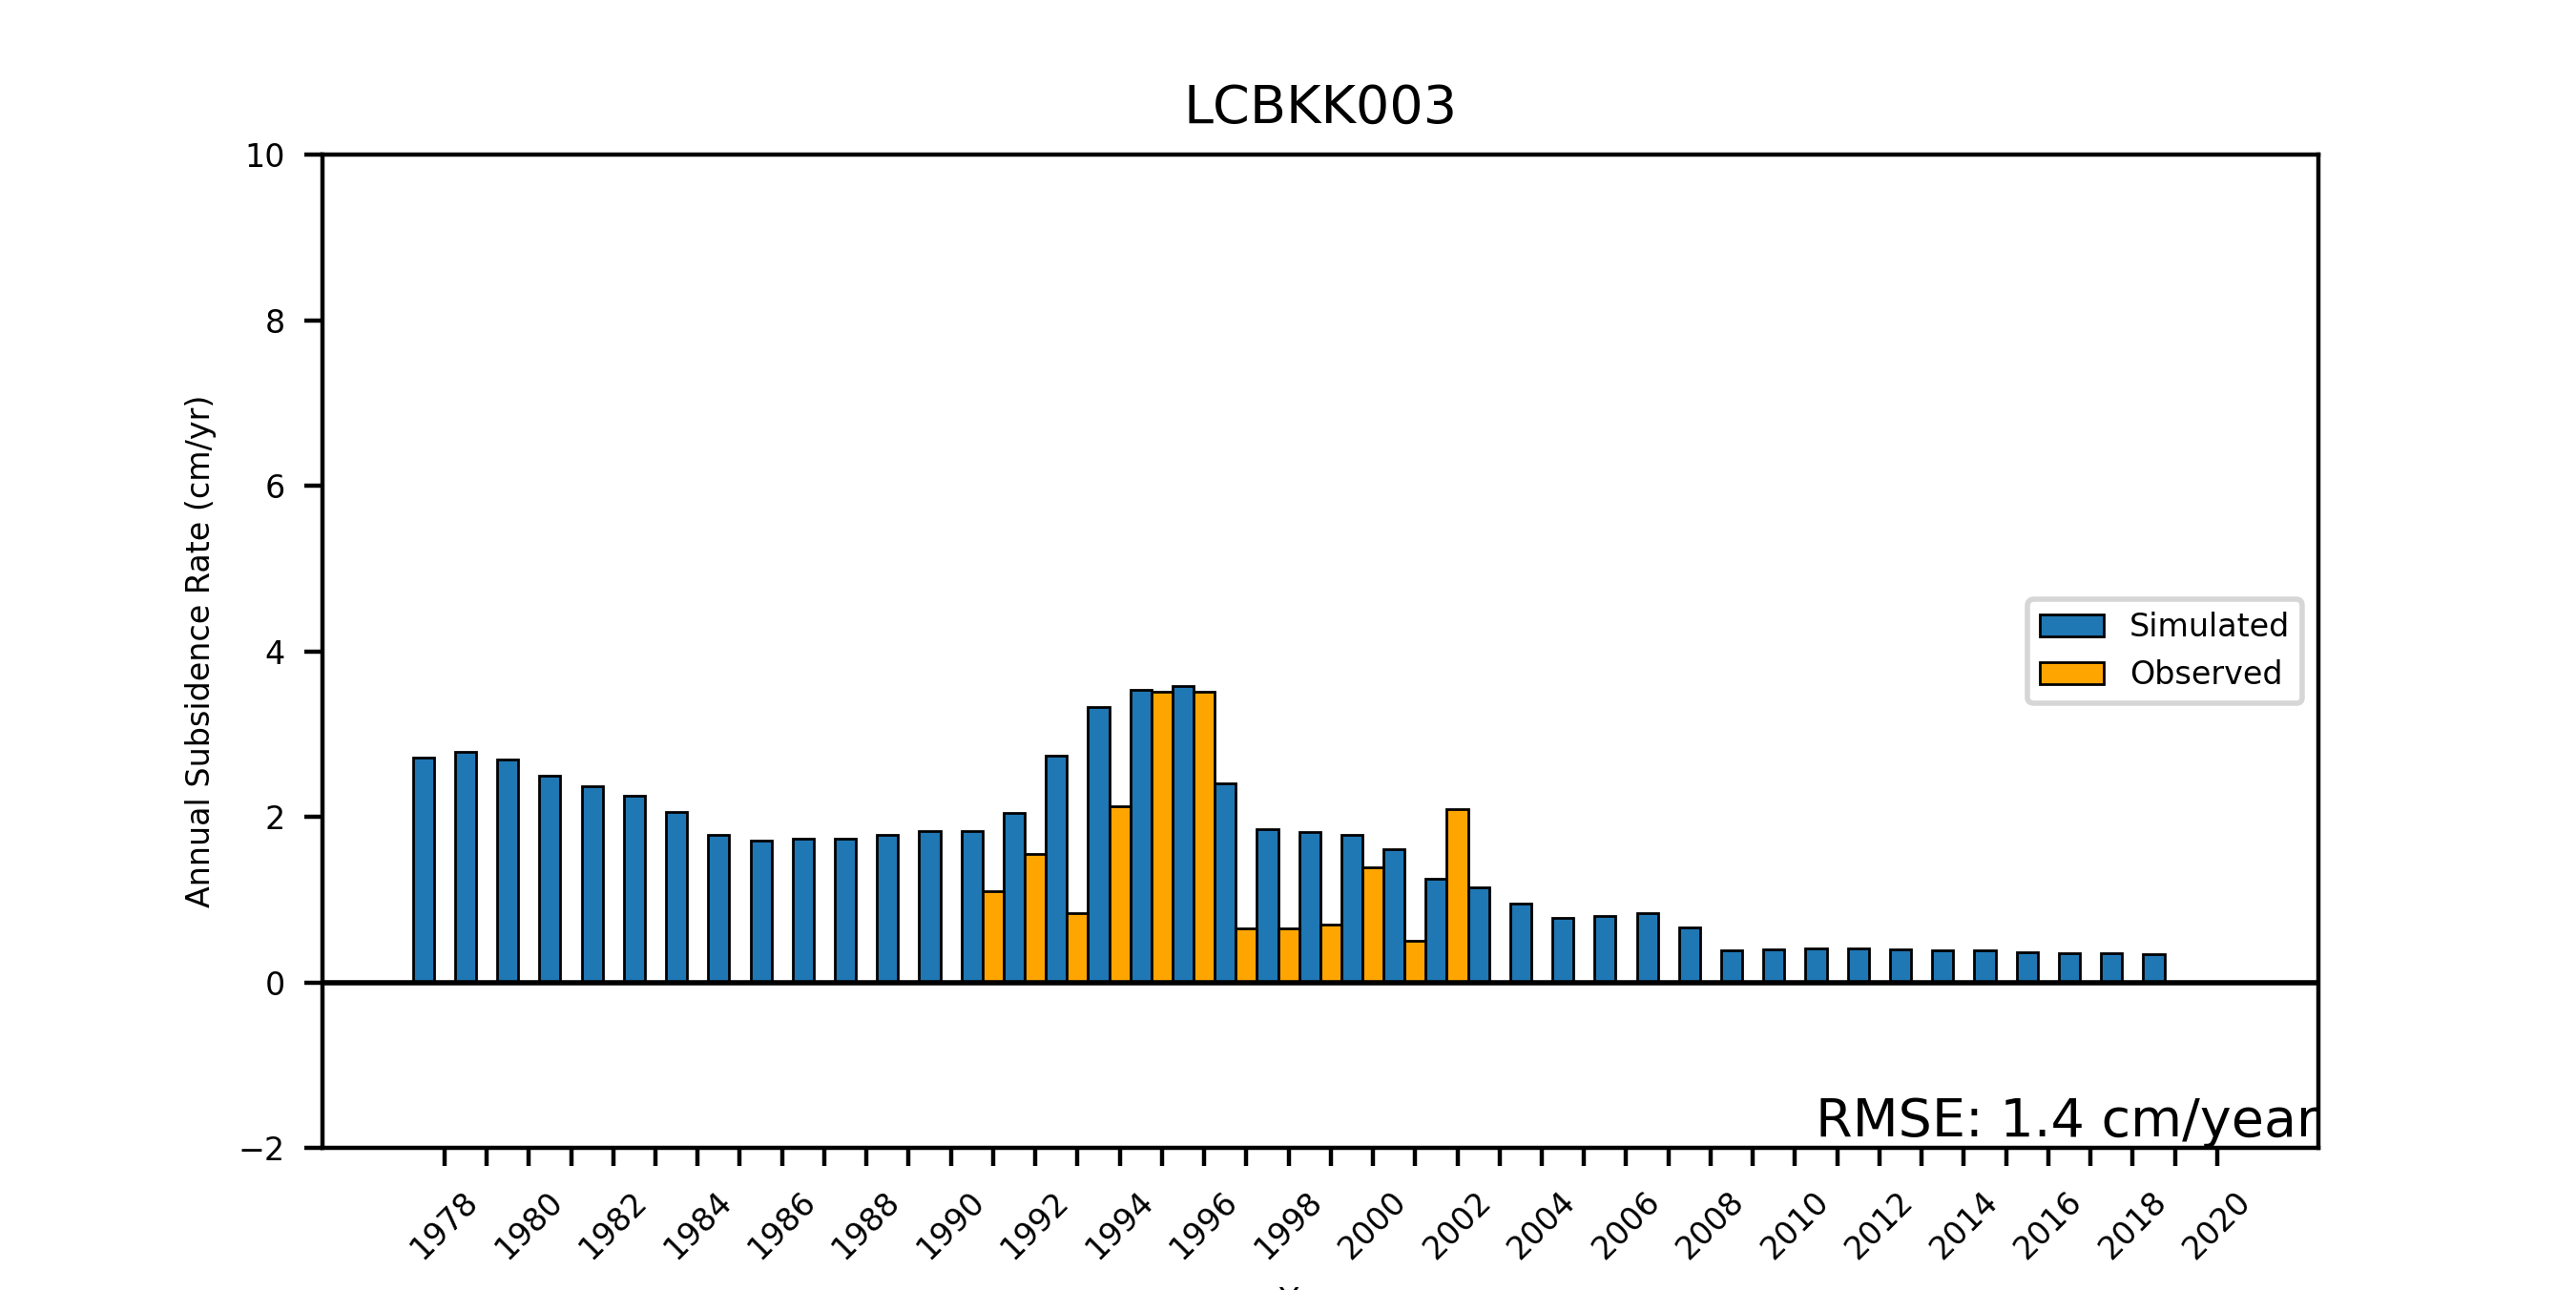 LCBKK003
10
8
6
4
2
0
−2
Annual Subsidence Rate (cm/yr)
Simulated
Observed
RMSE: 1.4 cm/year
1978 1980 1982 1984 1986 1988 1990 1992 1994 1996 1998 2000 2002 2004 2006 2008 2010 2012 2014 2016 2018 2020